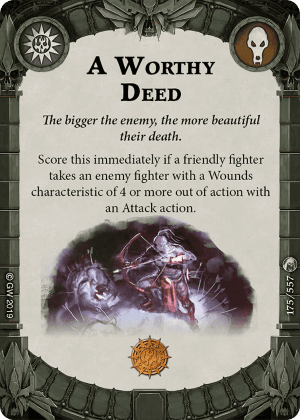 A WORTHY
DEED
The bigger the enemy, the more beautiful
their death.
Score this immediately if a friendly fighter
takes an enemy fighter with a Wounds
characteristic of 4 or more out of action with
an Attack action.
© GW 2019
175/557